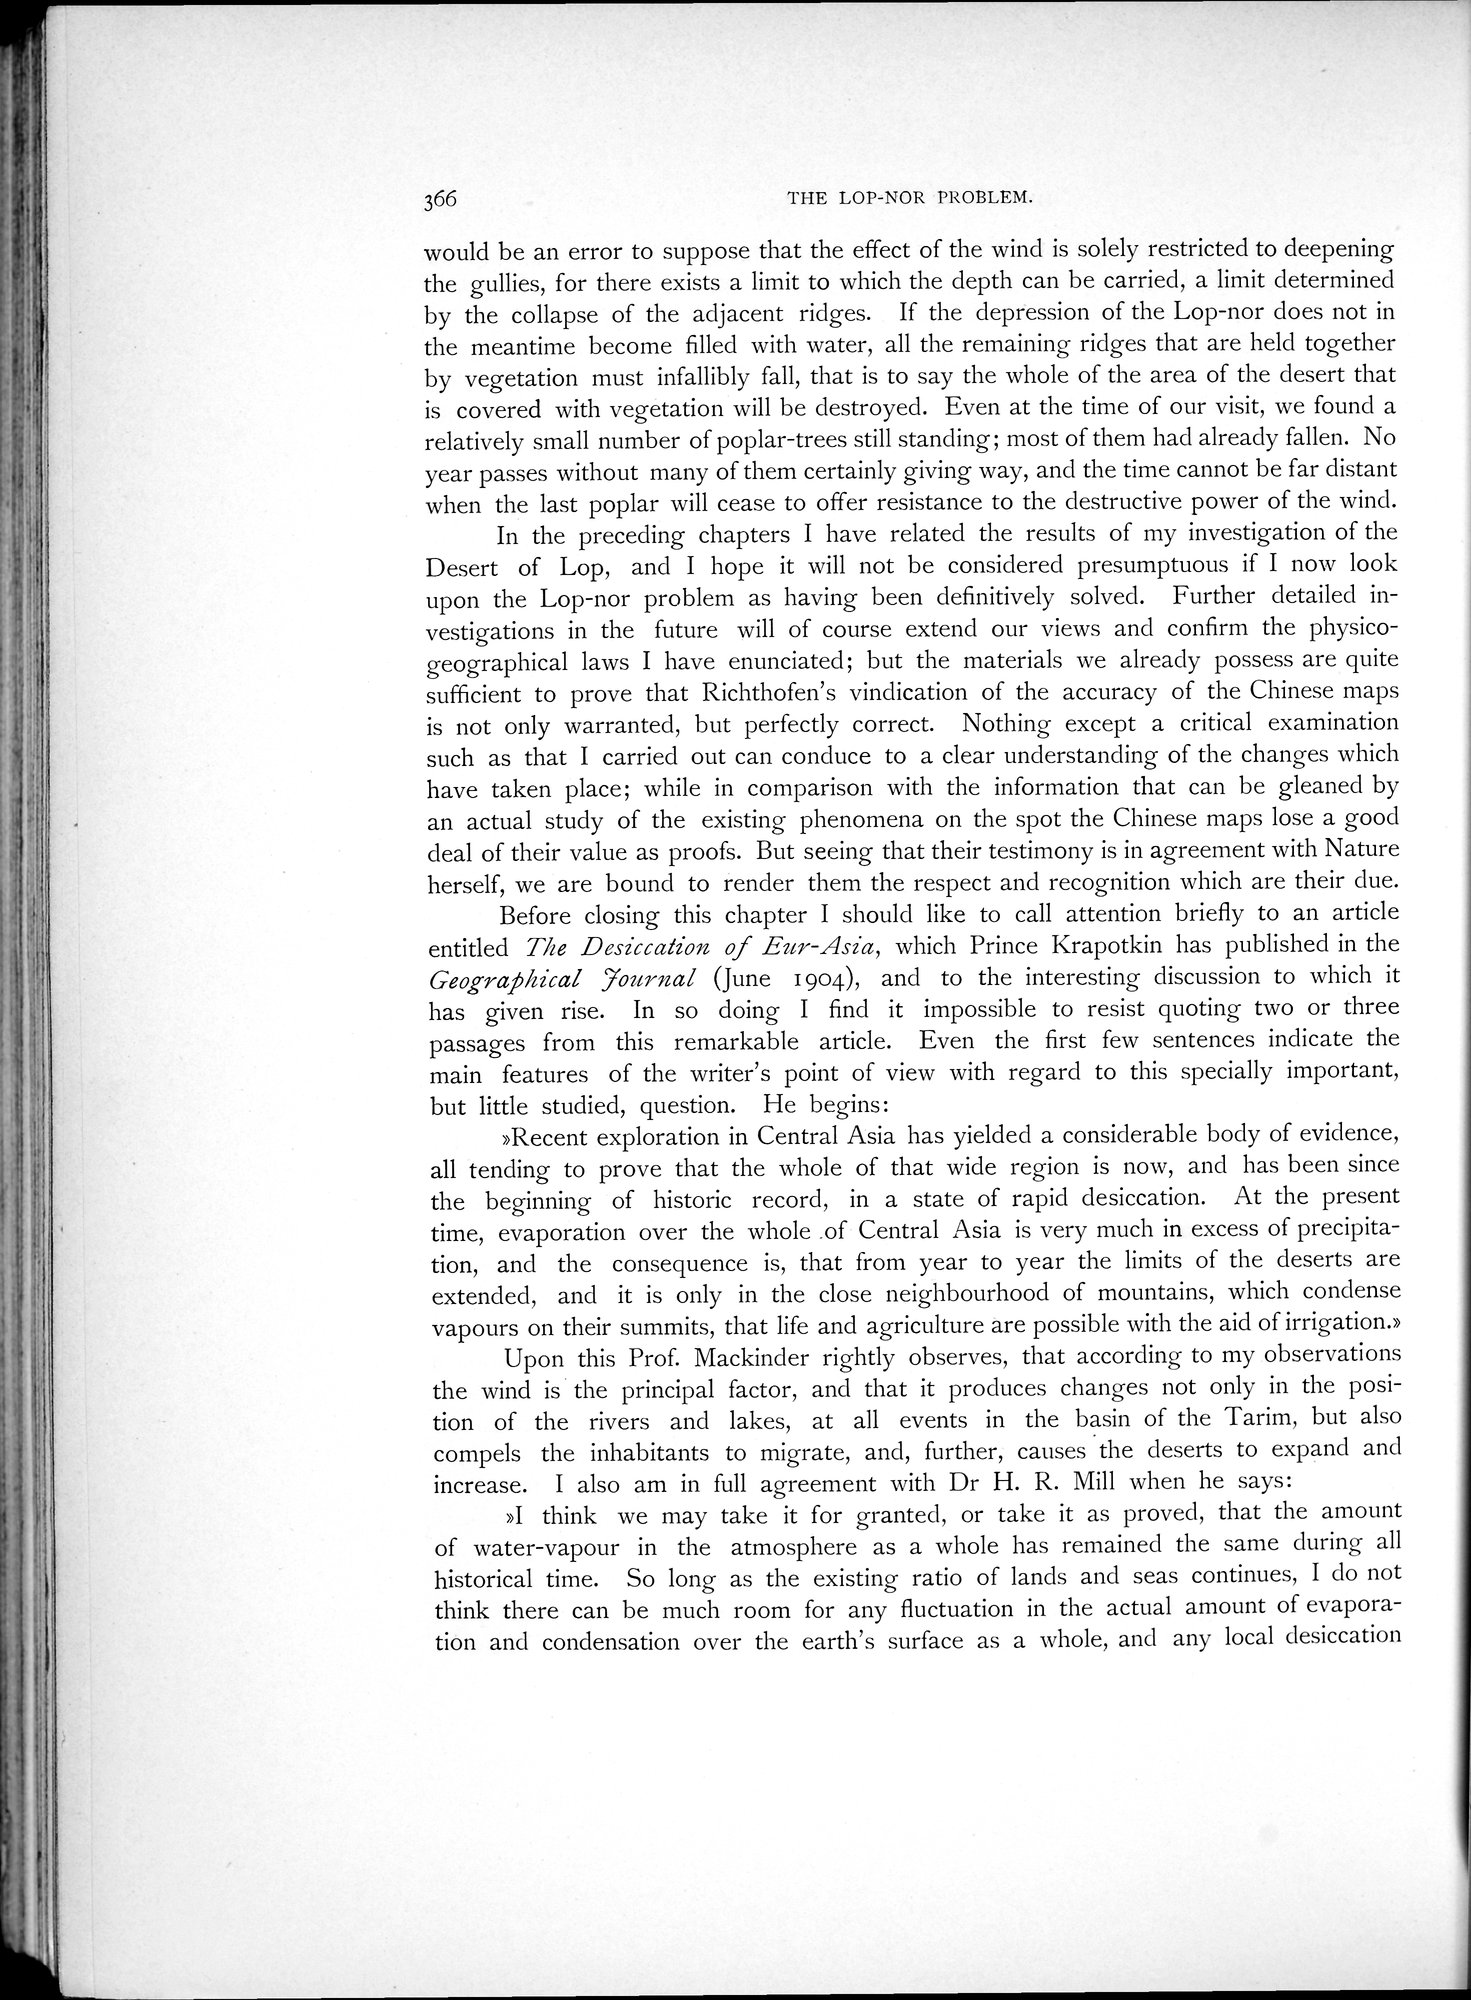 366
THE LOP-NOR PROBLEM.
would be an error to suppose that the effect of the wind is solely restricted to deepening
the gullies, for there exists a limit to which the depth can be carried, a limit determined
by the collapse of the adjacent ridges. If the depression of the Lop-nor does not in
the meantime become filled with water, all the remaining ridges that are held together
by vegetation must infallibly fall, that is to say the whole of the area of the desert that
is covered with vegetation will be destroyed. Even at the time of our visit, we found a
relatively small number of poplar-trees still standing; most of them had already fallen. No
year passes without many of them certainly giving way, and the time cannot be far distant
when the last poplar will cease to offer resistance to the destructive power of the wind.
In the preceding chapters I have related the results of my investigation of the
Desert of Lop, and I hope it will not be considered presumptuous if I now look
upon the Lop-nor problem as having been definitively solved. Further detailed in-
vestigations in the future will of course extend our views and confirm the physico-
geographical laws I have enunciated; but the materials we already possess are quite
sufficient to prove that Richthofen's vindication of the accuracy of the Chinese maps
is not only warranted, but perfectly correct. Nothing except a critical examination
such as that I carried out can conduce to a clear understanding of the changes which
have taken place; while in comparison with the information that can be gleaned by
an actual study of the existing phenomena on the spot the Chinese maps lose a good
deal of their value as proofs. But seeing that their testimony is in agreement with Nature
herself, we are bound to render them the respect and recognition which are their due.
Before closing this chapter I should like to call attention briefly to an article
entitled The Desiccation of Eur-Asia, which Prince Krapotkin has published in the
Geographical Journal (June 1904), and to the interesting discussion to which it
has given rise. In so doing I find it impossible to resist quoting two or three
passages from this remarkable article. Even the first few sentences indicate the
main features of the writer's point of view with regard to this specially important,
but little studied, question. He begins:
»Recent exploration in Central Asia has yielded a considerable body of evidence,
all tending to prove that the whole of that wide region is now, and has been since
the beginning of historic record, in a state of rapid desiccation. At the present
time, evaporation over the whole of Central Asia is very much in excess of precipita-
tion, and the consequence is, that from year to year the limits of the deserts are
extended, and it is only in the close neighbourhood of mountains, which condense
vapours on their summits, that life and agriculture are possible with the aid of irrigation.»
Upon this Prof. Mackinder rightly observes, that according to my observations
the wind is the principal factor, and that it produces changes not only in the posi-
tion of the rivers and lakes, at all events in the basin of the Tarim, but also
compels the inhabitants to migrate, and, further, causes the deserts to expand and
increase. I also am in full agreement with Dr H. R. Mill when he says:
»I think we may take it for granted, or take it as proved, that the amount
of water-vapour in the atmosphere as a whole has remained the same during all
historical time. So long as the existing ratio of lands and seas continues, I do not
think there can be much room for any fluctuation in the actual amount of evapora-
tion and condensation over the earth's surface as a whole, and any local desiccation